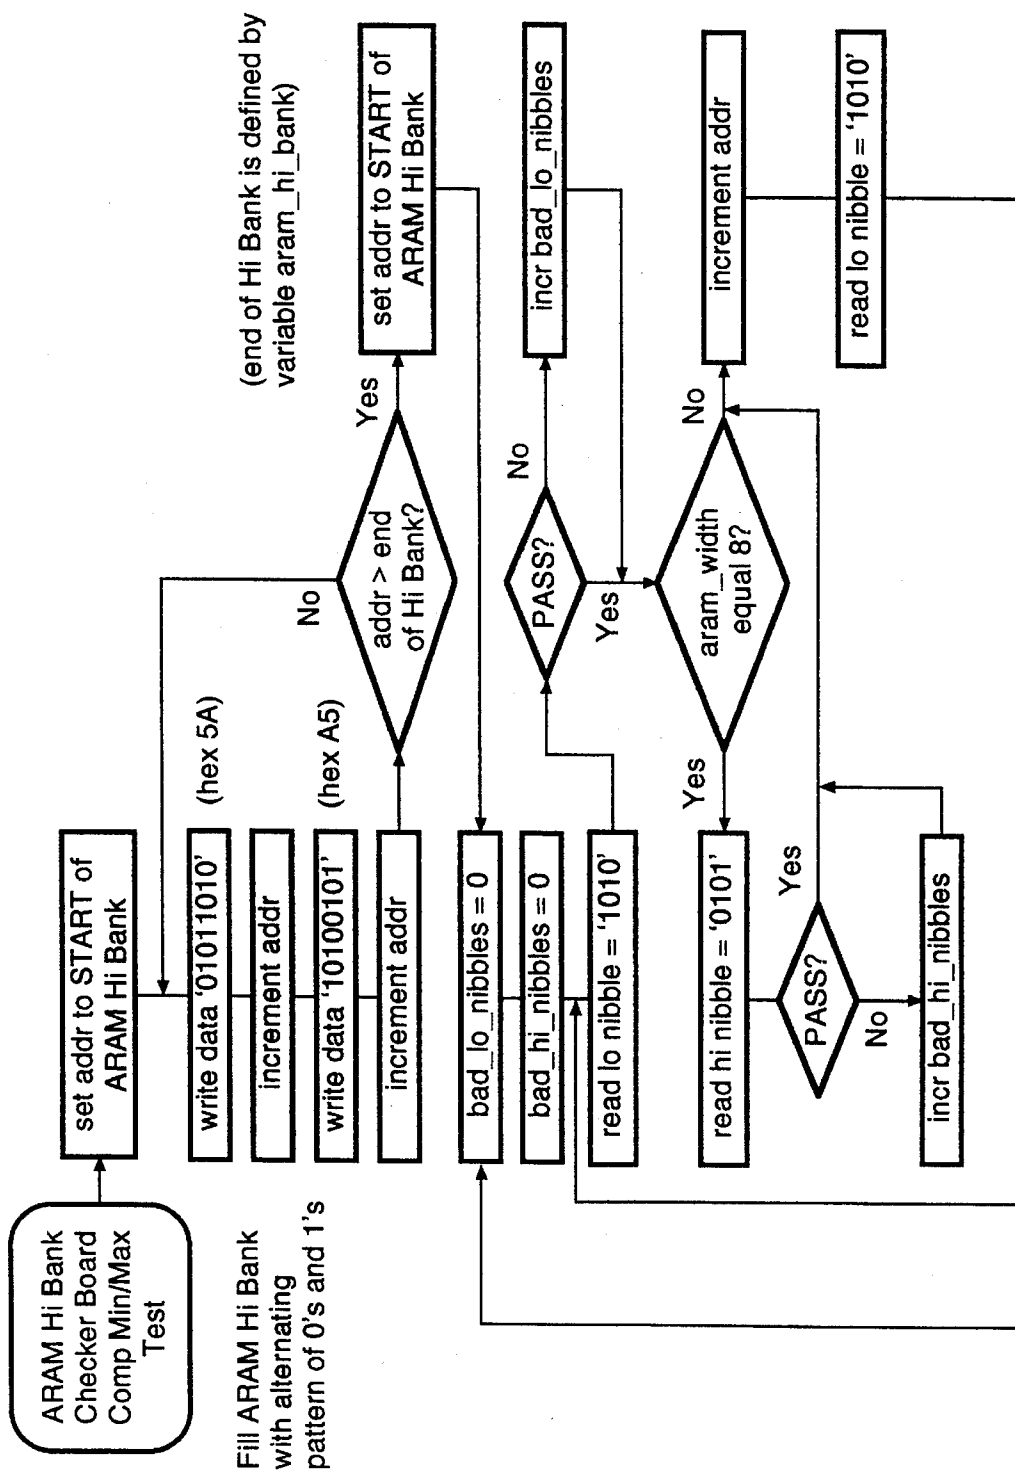 ARAM Hi Bank
Checker Board
Comp Min/Max
Test
set addr to START of
ARAM Hi Bank
Fill ARAM Hi Bank
with alternating
pattern of 0's and 1's
write data ‘01011010’
(hex 5A)
increment addr
write data ‘10100101’
(hex A5)
increment addr
No
addr > end
of Hi Bank?
Yes
(end of Hi Bank is defined by
variable aram_hi_bank)
set addr to START of
ARAM Hi Bank
bad_lo_nibbles = 0
bad_hi_nibbles = 0
read lo nibble = ‘1010’
PASS?
No
incr bad_lo_nibbles
Yes
aram_width
equal 8?
Yes
No
increment addr
read hi nibble = ‘0101’
PASS?
Yes
No
incr bad_hi_nibbles
read lo nibble = ‘1010’